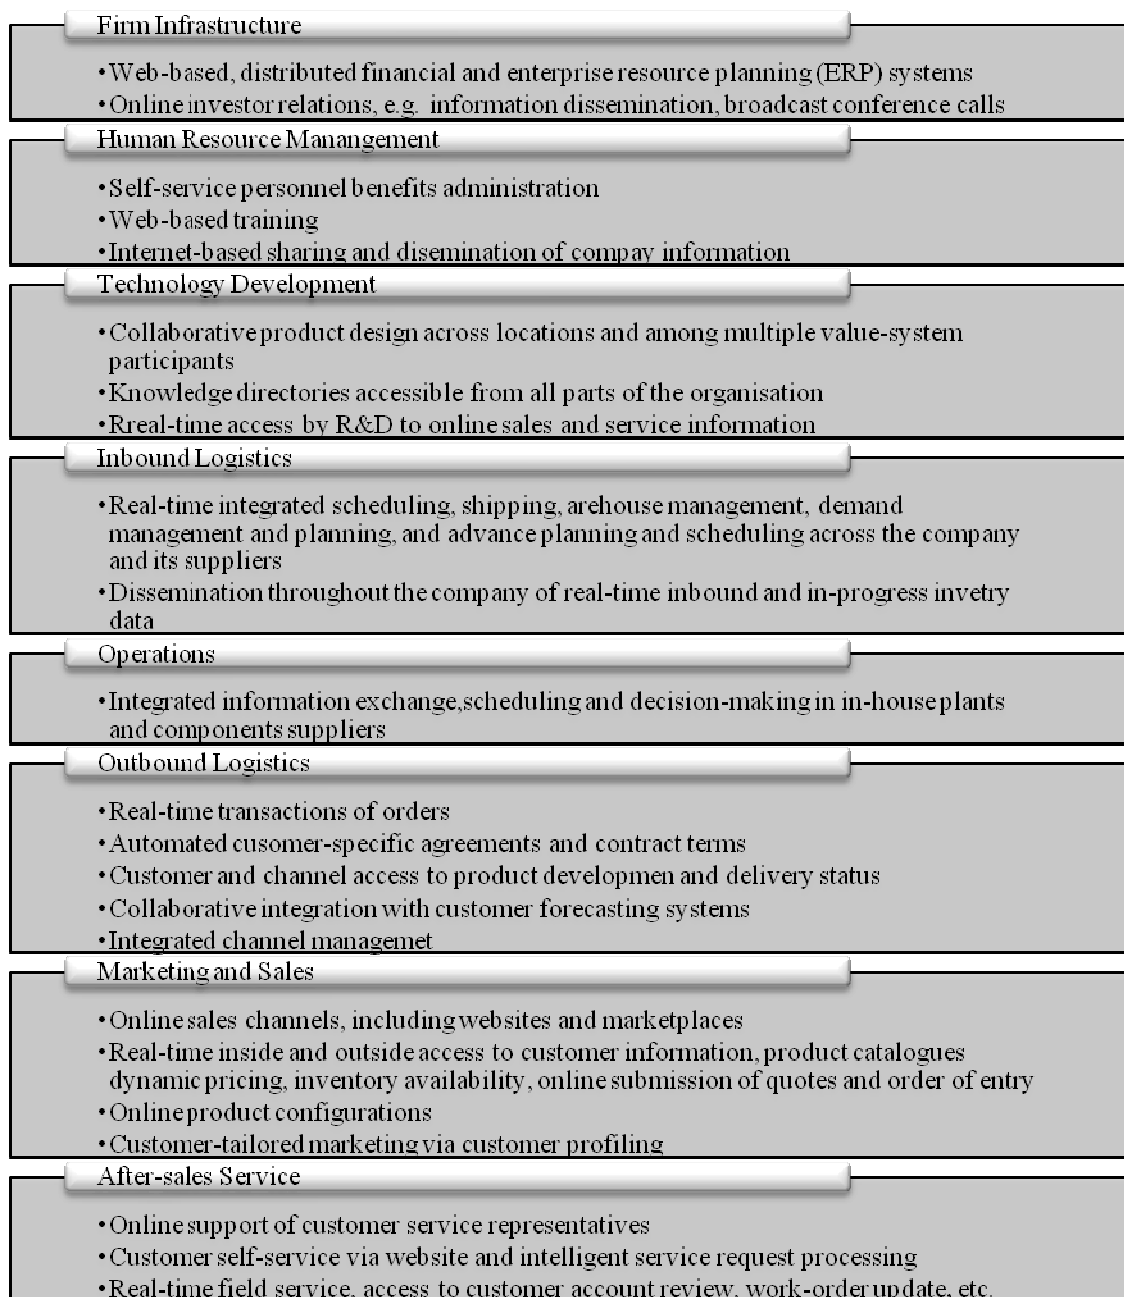 Firm Infrastructure
•Web-based, distributed financial and enterprise resource planning (ERP) systems
•Online investor relations, e.g. information dissemination, broadcast conference calls
Human Resource Manangement
•Self-service personnel benefits administration
•Web-based training
•Internet-based sharing and disemination of compay information
Technology Development
•Collaborative product design across locations and among multiple value-system
participants
•Knowledge directories accessible from all parts of the organisation
•Rreal-time access by R&D to online sales and service information
Inbound Logistics
•Real-time integrated scheduling, shipping, arehouse management, demand
management and planning, and advance planning and scheduling across the company
and its suppliers
•Dissemination throughout the company of real-time inbound and in-progress invetry
data
Operations
•Integrated information exchange,scheduling and decision-making in in-house plants
and components suppliers
Outbound Logistics
•Real-time transactions of orders
•Automated cusomer-specific agreements and contract terms
•Customer and channel access to product developmen and delivery status
•Collaborative integration with customer forecasting systems
•Integrated channel managemet
Marketing and Sales
•Online sales channels, including websites and marketplaces
•Real-time inside and outside access to customer information, product catalogues
dynamic pricing, inventory availability, online submission of quotes and order of entry
•Online product configurations
•Customer-tailored marketing via customer profiling
After-sales Service
•Online support of customer service representatives
•Customer self-service via website and intelligent service request processing
•Real-time field service, access to customer account review, work-order update, etc.